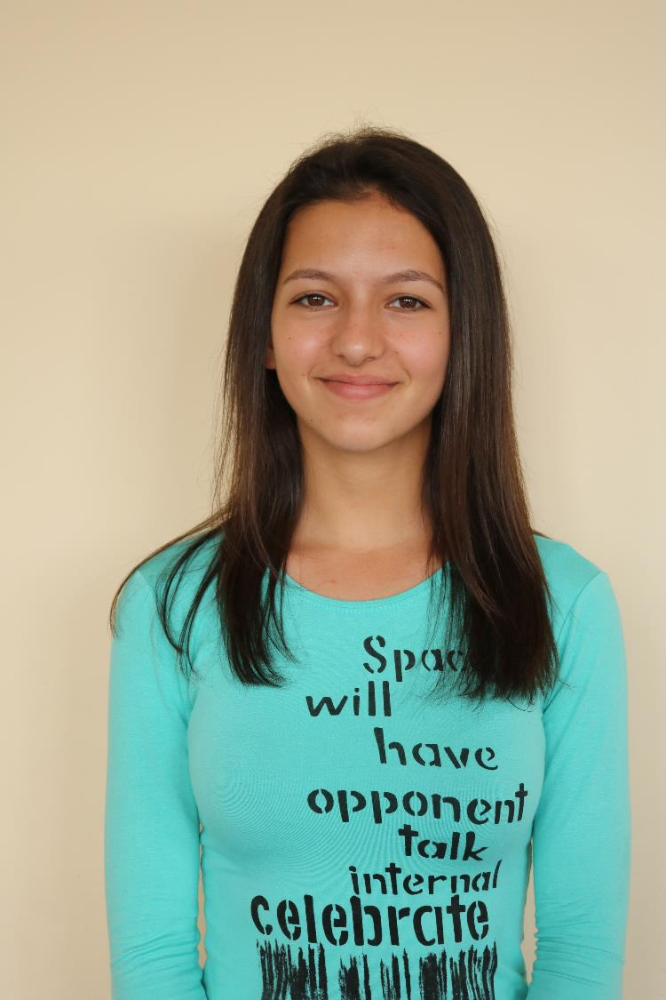 will
have
opponent
talk
internal
celebrate